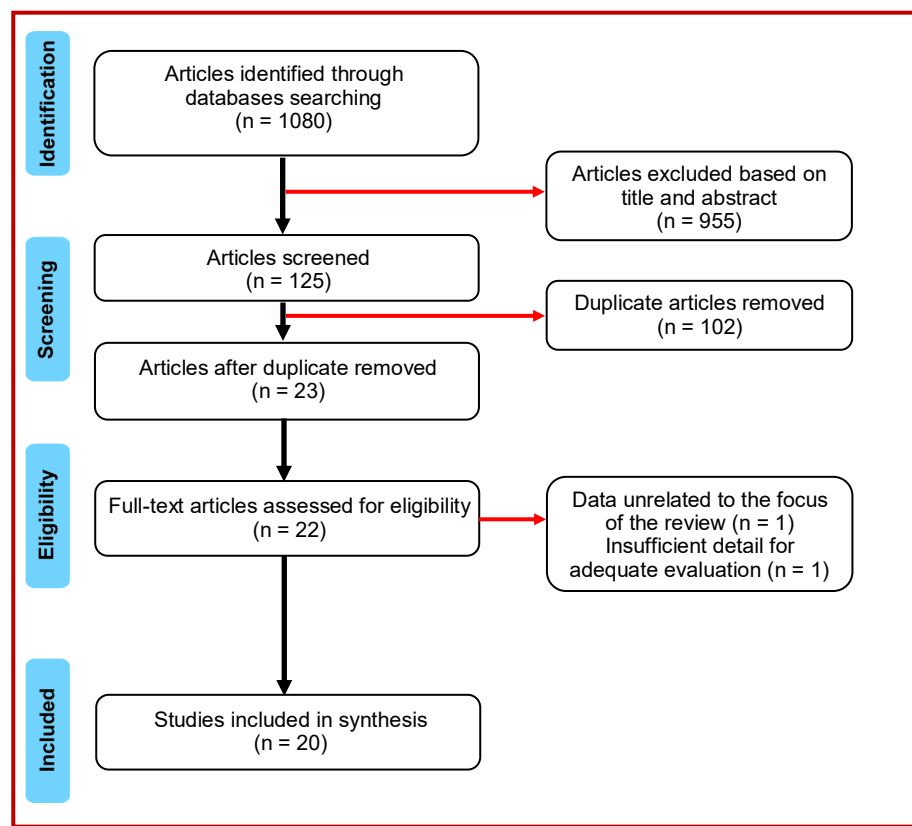 Identification
Articles identified through
databases searching
(n = 1080)
Articles excluded based on
title and abstract
(n = 955)
Screening
Articles screened
(n = 125)
Duplicate articles removed
(n = 102)
Articles after duplicate removed
(n = 23)
Eligibility
Full-text articles assessed for eligibility
(n = 22)
Data unrelated to the focus
of the review (n = 1)
Insufficient detail for
adequate evaluation (n = 1)
Included
Studies included in synthesis
(n = 20)